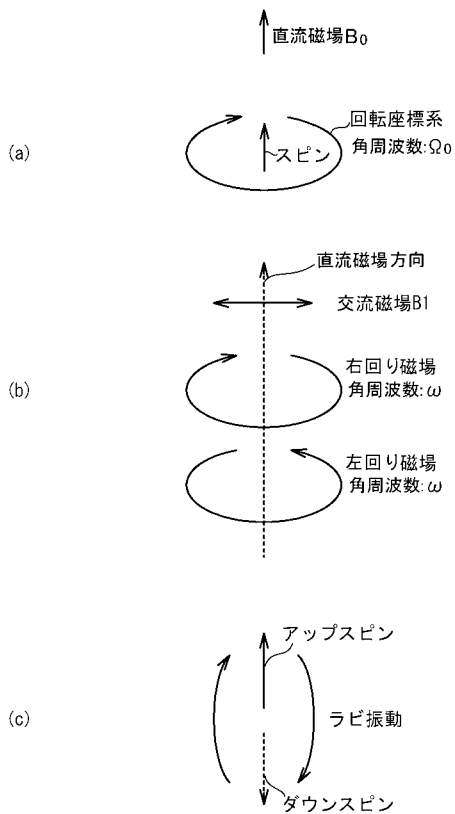 直流磁場B0
(a)
回転座標系
角周波数:Ω0
スピン
直流磁場方向
交流磁場B1
(b)
右回り磁場
角周波数:ω
左回り磁場
角周波数:ω
アップスピン
(c)
ラビ振動
ダウンスピン